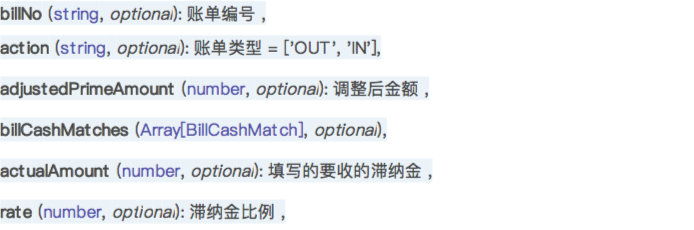 billNo (string, optional): 账单编号 ,
action (string, optional): 账单类型 = ['OUT', 'IN'],
adjustedPrimeAmount (number, optional): 调整后金额 ,
billCashMatches (Array[BillCashMatch], optional),
actualAmount (number, optional): 填写的要收的滞纳金 ,
rate (number, optional): 滞纳金比例 ,